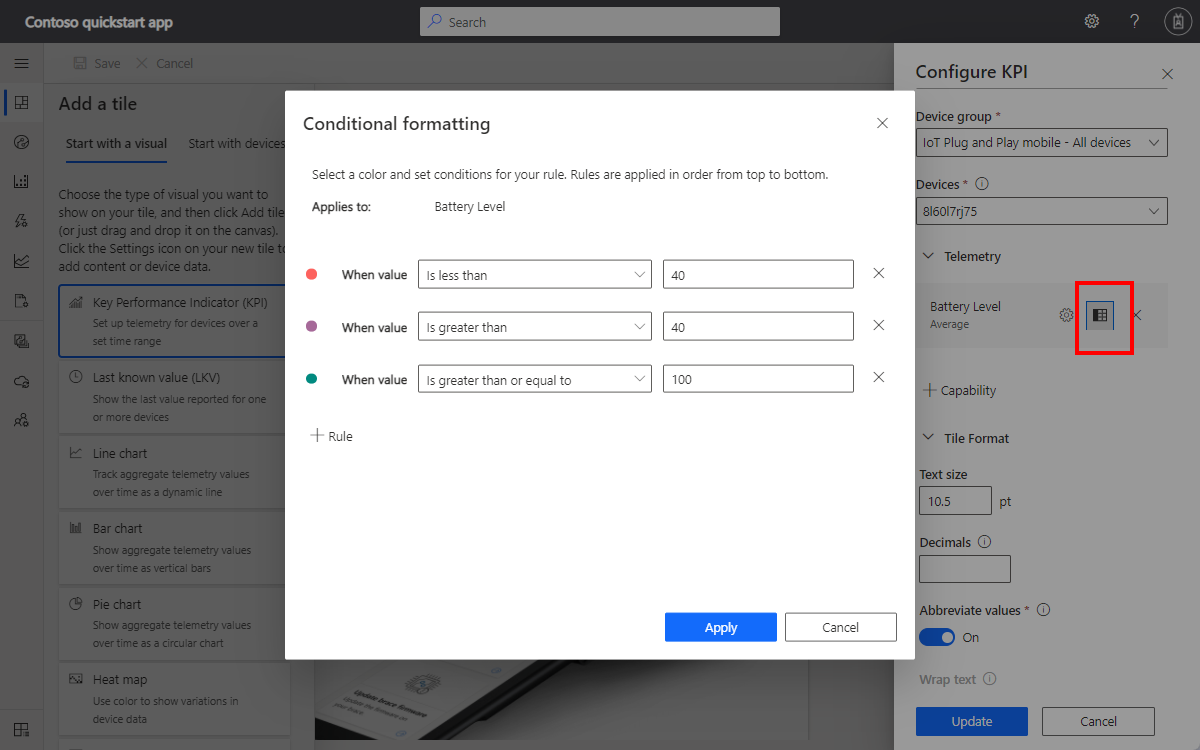 Contoso quickstart app
Search
?
Save
Cancel
Add a tile
Start with a visual
Start with devices
Choose the type of visual you want to
show on your tile, and then click Add tile
(or just drag and drop it on the canvas).
Click the Settings icon on your new tile to
add content or device data.
Key Performance Indicator (KPI)
Set up telemetry for devices over a
set time range
Last known value (LKV)
Show the last value reported for one
or more devices
Line chart
Track aggregate telemetry values
over time as a dynamic line
Bar chart
Show aggregate telemetry values
over time as vertical bars
Pie chart
Show aggregate telemetry values
over time as a circular chart
Heat map
Use color to show variations in
device data
Conditional formatting
Select a color and set conditions for your rule. Rules are applied in order from top to bottom.
Applies to:
Battery Level
When value
Is less than
40
When value
Is greater than
40
When value
Is greater than or equal to
100
Rule
Apply
Cancel
Update brace firmware
Update the firmware on
your brace.
Configure KPI
Device group *
IoT Plug and Play mobile - All devices
Devices *
8l60l7rj75
Telemetry
Battery Level
Average
Capability
Tile Format
Text size
10.5
pt
Decimals
Abbreviate values *
On
Wrap text
Update
Cancel